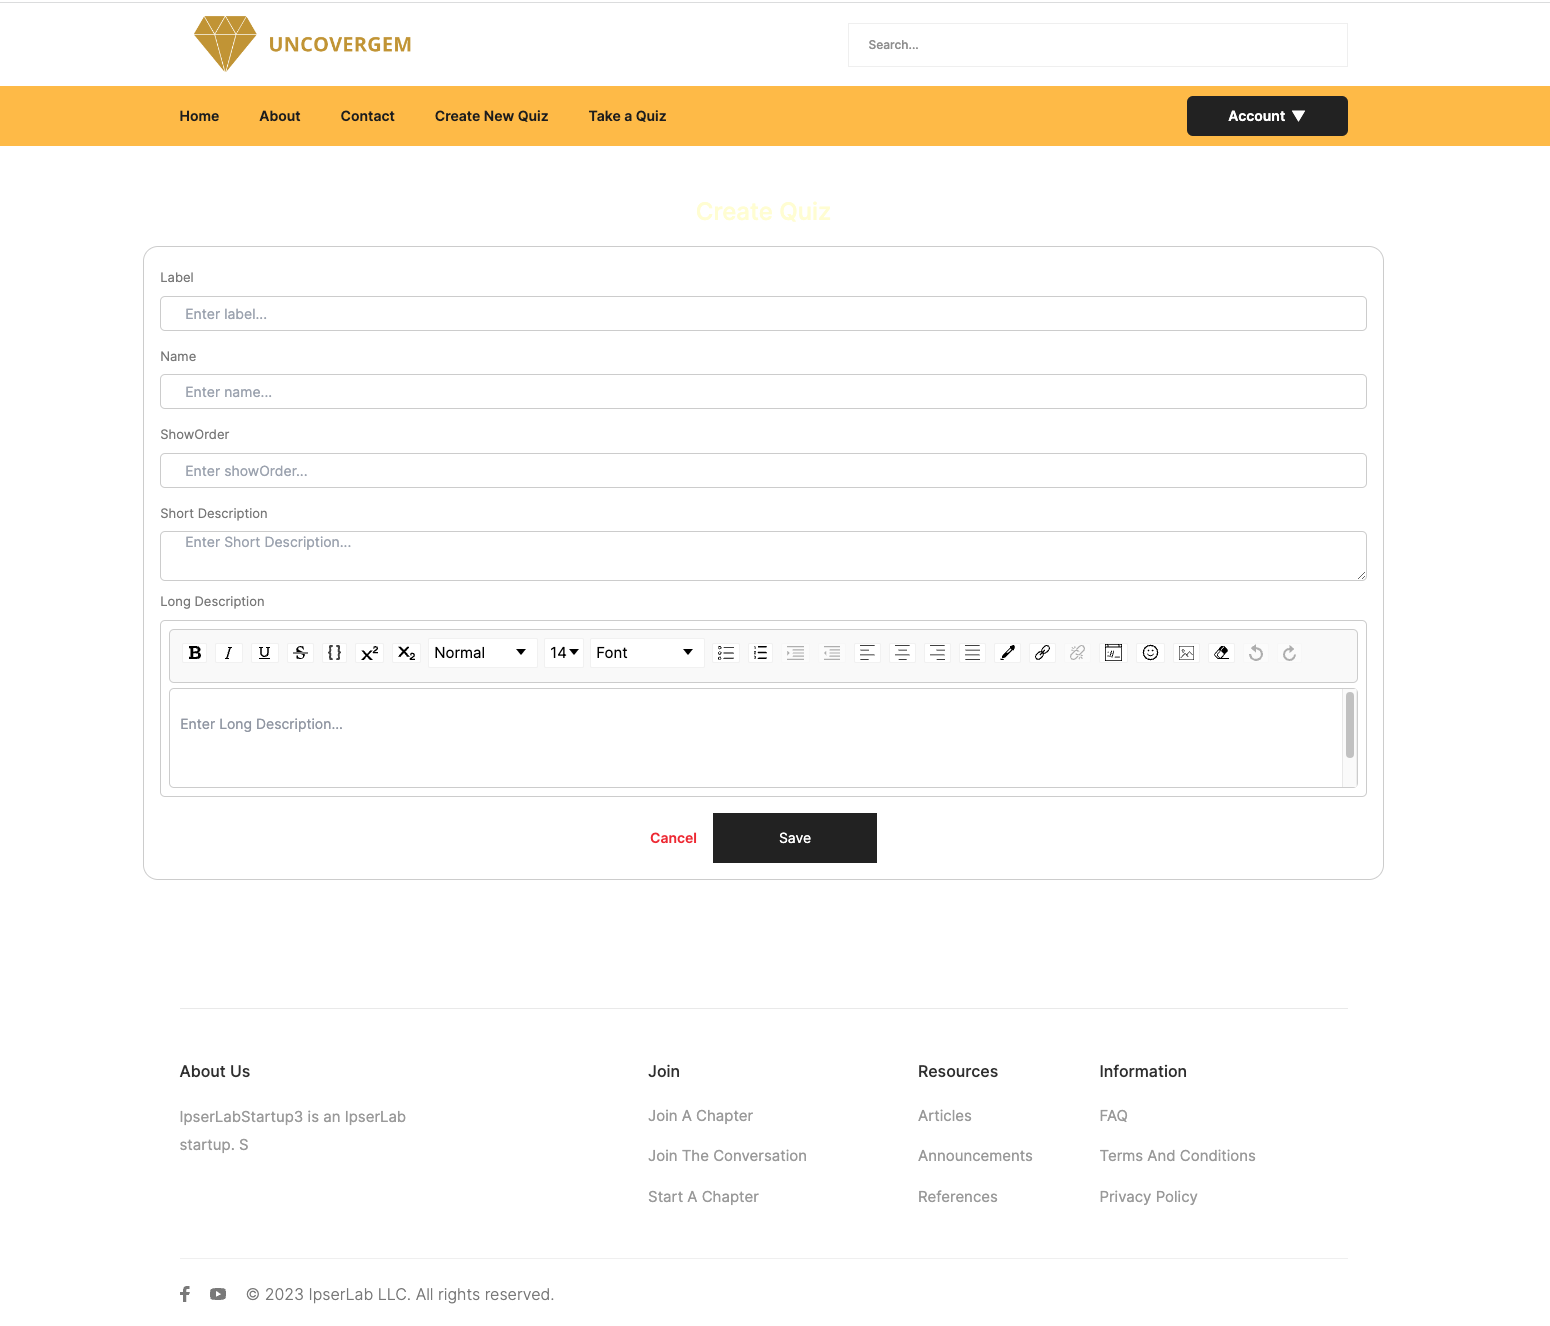 UNCOVERGEM
Search...
Home About Contact Create New Quiz Take a Quiz Account ▼
Create Quiz
Label
Enter label...
Name
Enter name...
ShowOrder
Enter showOrder...
Short Description
Enter Short Description...
Long Description
B I U S {} X² X₂ Normal 14 Font
Enter Long Description...
Cancel Save
About Us Join Resources Information
IpserLabStartup3 is an IpserLab Join A Chapter Articles FAQ
startup. S Join The Conversation Announcements Terms And Conditions
Start A Chapter References Privacy Policy
© 2023 IpserLab LLC. All rights reserved.